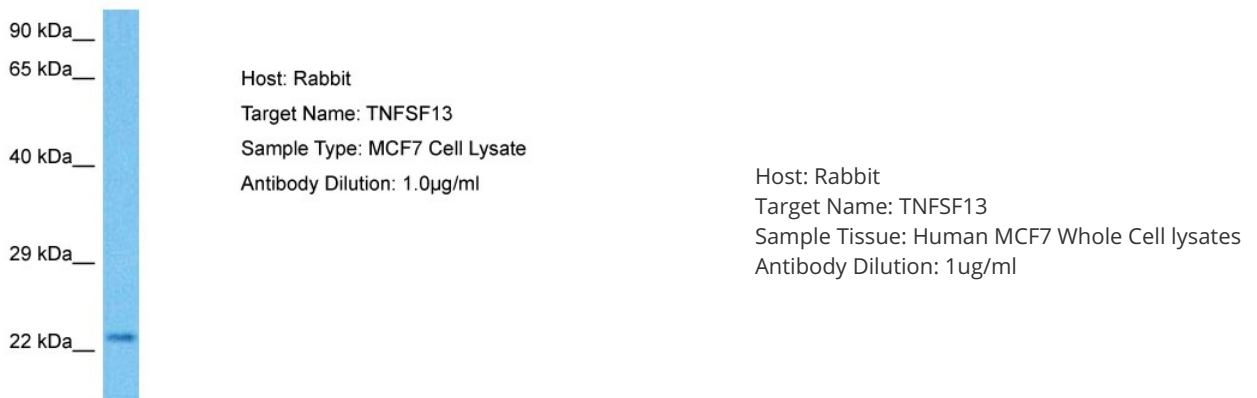 90 kDa__
65 kDa__
40 kDa__
29 kDa__
22 kDa__
Host: Rabbit
Target Name: TNFSF13
Sample Type: MCF7 Cell Lysate
Antibody Dilution: 1.0µg/ml
Host: Rabbit
Target Name: TNFSF13
Sample Tissue: Human MCF7 Whole Cell lysates
Antibody Dilution: 1ug/ml